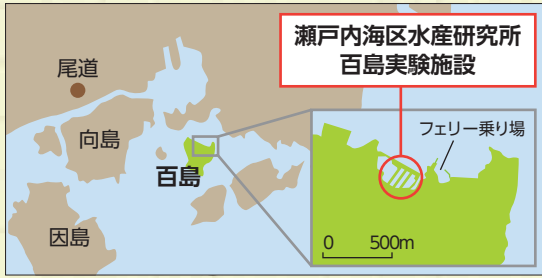 瀬戸内海区水産研究所
百島実験施設
尾道
向島
百島
因島
フェリー乗り場
0 500m